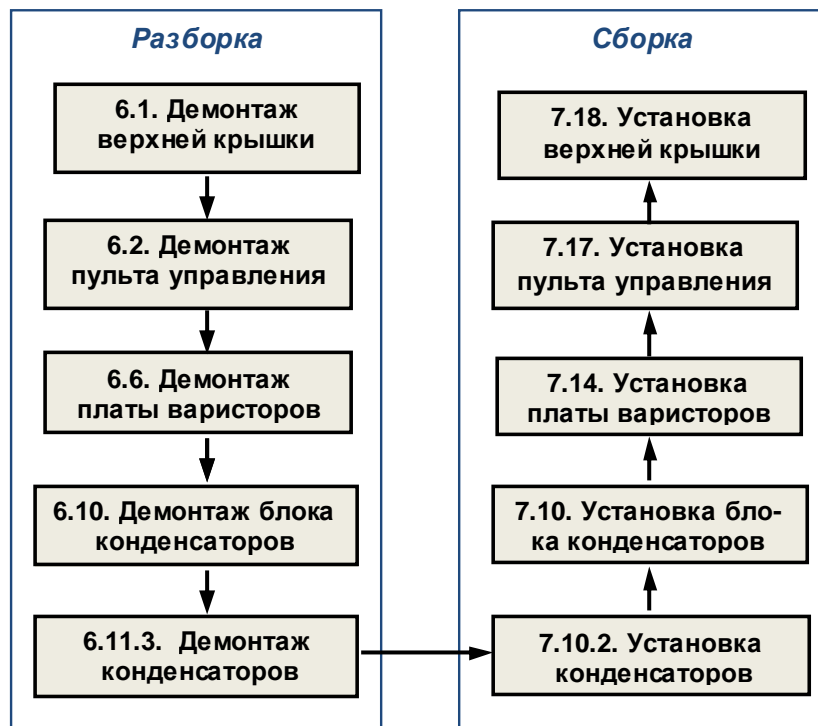 Разборка
6.1. Демонтаж
верхней крышки
6.2. Демонтаж
пульта управления
6.6. Демонтаж
платы варисторов
6.10. Демонтаж блока
конденсаторов
6.11.3. Демонтаж
конденсаторов
Сборка
7.18. Установка
верхней крышки
7.17. Установка
пульта управления
7.14. Установка
платы варисторов
7.10. Установка бло-
ка конденсаторов
7.10.2. Установка
конденсаторов